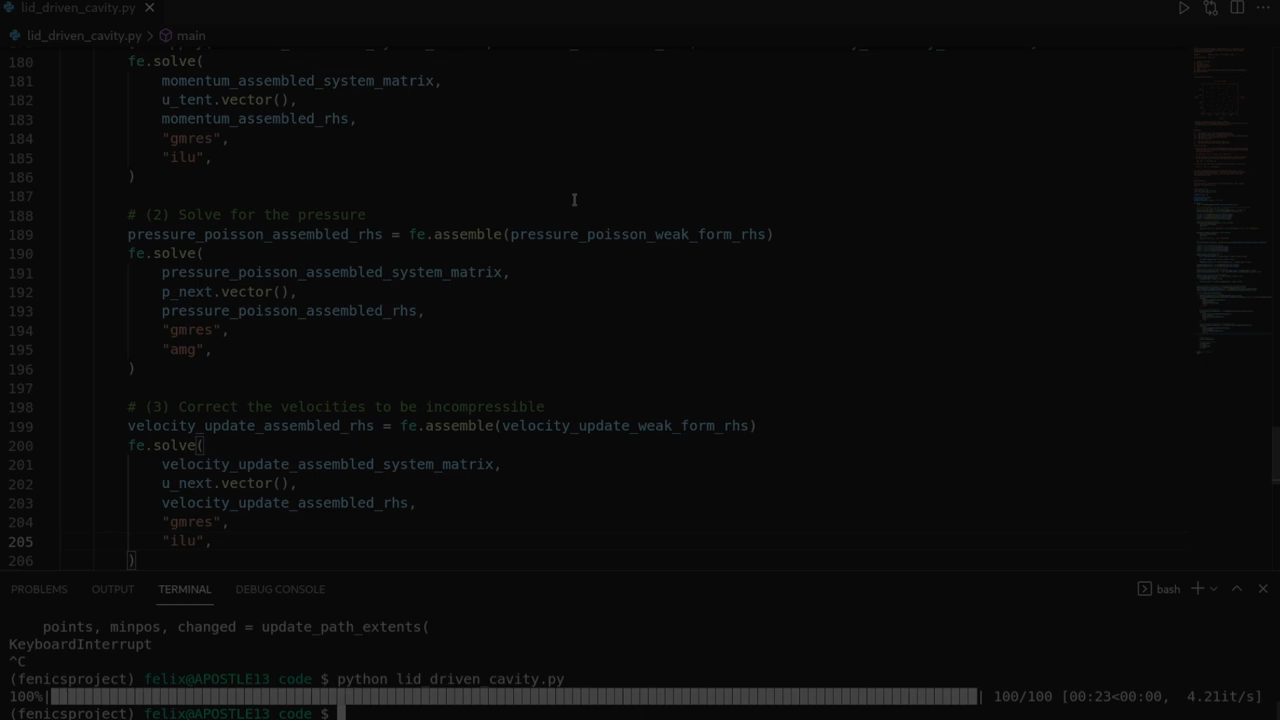 lid_driven_cavity.py
lid_driven_cavity.py > main
180 fe.solve(
181 momentum_assembled_system_matrix,
182 u_tent.vector(),
183 momentum_assembled_rhs,
184 "gmres",
185 "ilu",
186 )
187
188 # (2) Solve for the pressure
189 pressure_poisson_assembled_rhs = fe.assemble(pressure_poisson_weak_form_rhs)
190 fe.solve(
191 pressure_poisson_assembled_system_matrix,
192 p_next.vector(),
193 pressure_poisson_assembled_rhs,
194 "gmres",
195 "amg",
196 )
197
198 # (3) Correct the velocities to be incompressible
199 velocity_update_assembled_rhs = fe.assemble(velocity_update_weak_form_rhs)
200 fe.solve(
201 velocity_update_assembled_system_matrix,
202 u_next.vector(),
203 velocity_update_assembled_rhs,
204 "gmres",
205 "ilu",
206 )
PROBLEMS OUTPUT TERMINAL DEBUG CONSOLE bash
points, minpos, changed = update_path_extents(
KeyboardInterrupt
^C
(fenicsproject) felix@APOSTLE13 code $ python lid_driven_cavity.py
100%| | 100/100 [00:23<00:00, 4.21it/s]
(fenicsproject) felix@APOSTLE13 code $